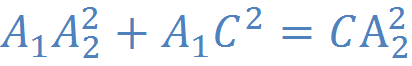 A₁A₂² + A₁C² = CA₂²